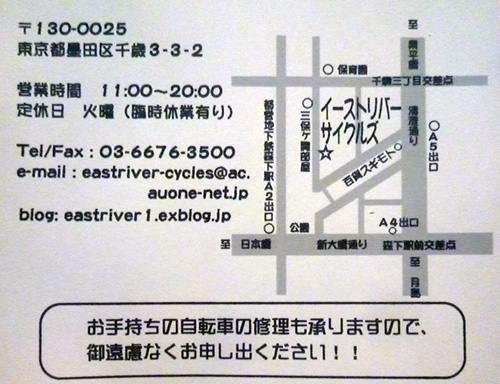 〒130-0025
東京都墨田区千歳3-3-2
営業時間 11:00～20:00
定休日 火曜（臨時休業有り）
Tel/Fax : 03-6676-3500
e-mail : eastriver-cycles@ac.
auone-net.jp
blog: eastriver1.exblog.jp
至
保育園
千歳三丁目交差点
イーストリバー
サイクルズ
☆
三保ヶ関部屋
都営地下鉄森下駅A2出口
清澄通り
A5出口
百貨スギモト
A4出口
公園
至 日本橋
新大橋通り
森下駅前交差点
至
月島
お手持ちの自転車の修理も承りますので、
御遠慮なくお申し出ください！！